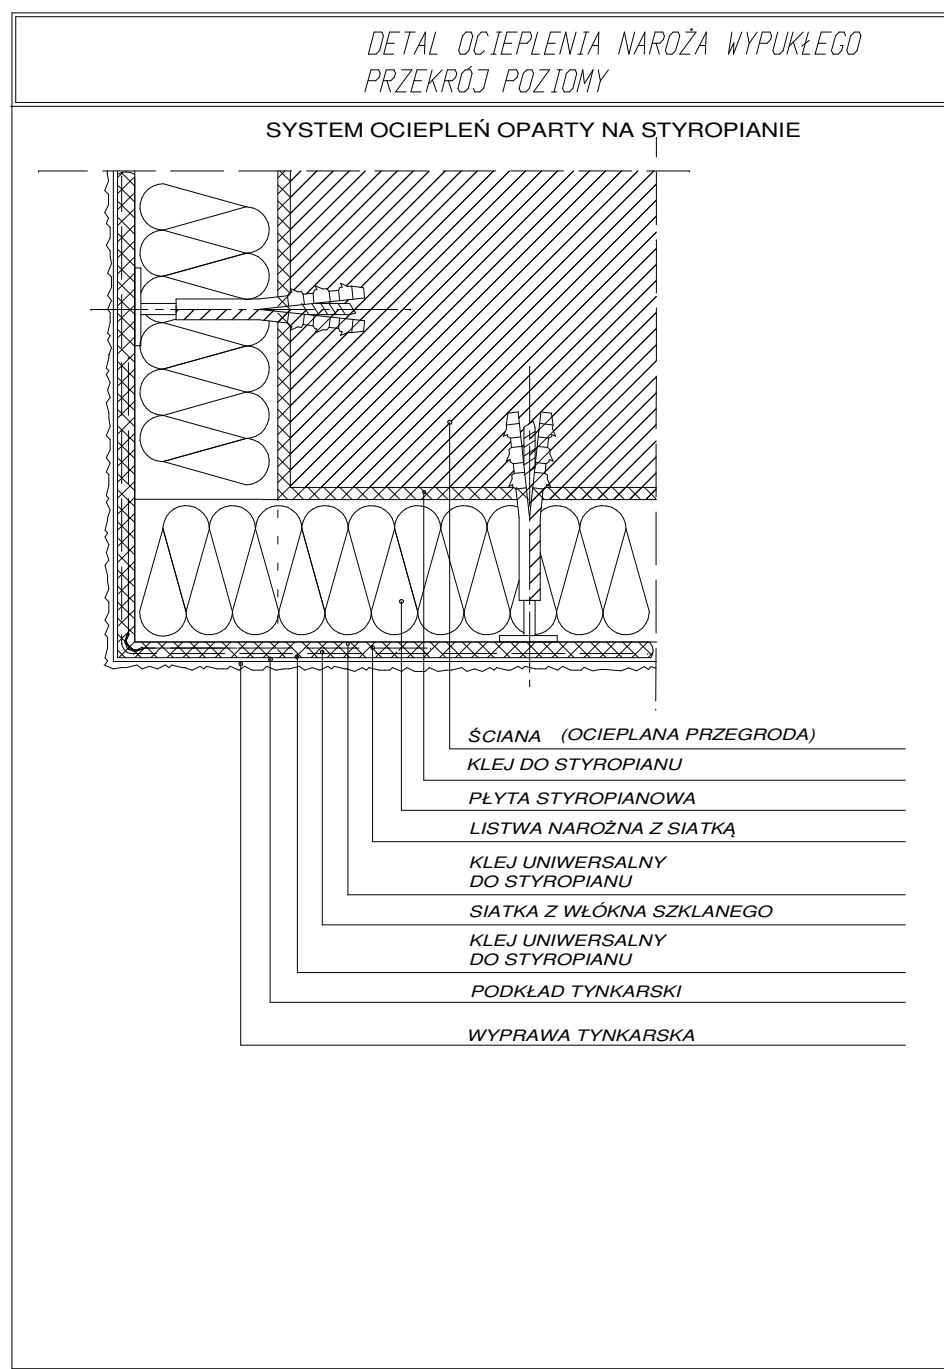 DETAL OCIEPLENIA NAROŻA WYPUKŁEGO
PRZEKRÓJ POZIOMY
SYSTEM OCIEPLEŃ OPARTY NA STYROPIANIE
ŚCIANA (OCIEPLANA PRZEGRODA)
KLEJ DO STYROPIANU
PŁYTA STYROPIANOWA
LISTWA NAROŻNA Z SIATKĄ
KLEJ UNIWERSALNY
DO STYROPIANU
SIATKA Z WŁÓKNA SZKLANEGO
KLEJ UNIWERSALNY
DO STYROPIANU
PODKŁAD TYNKARSKI
WYPRAWA TYNKARSKA